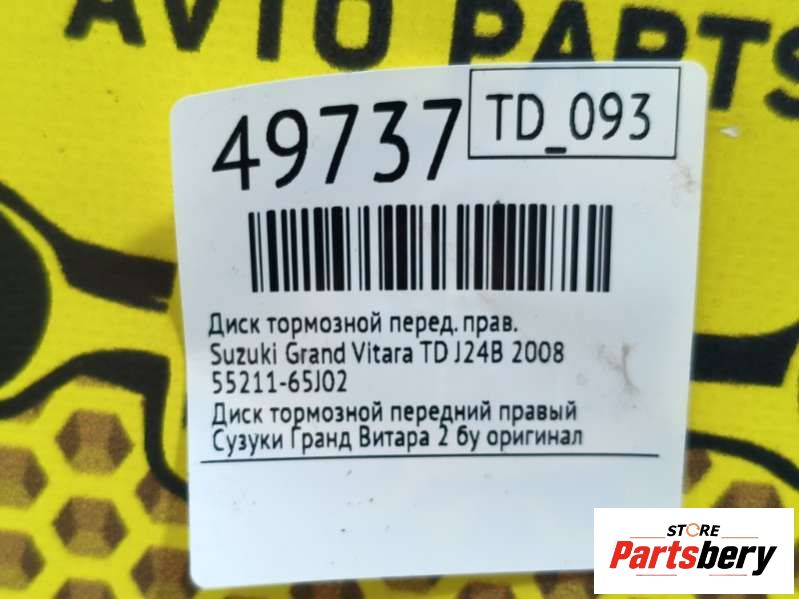 AVTO PARTS
49737
TD_093
Диск тормозной перед. прав.
Suzuki Grand Vitara TD J24B 2008
55211-65J02
Диск тормозной передний правый
Сузуки Гранд Витара 2 бу оригинал
STORE
Partsbery